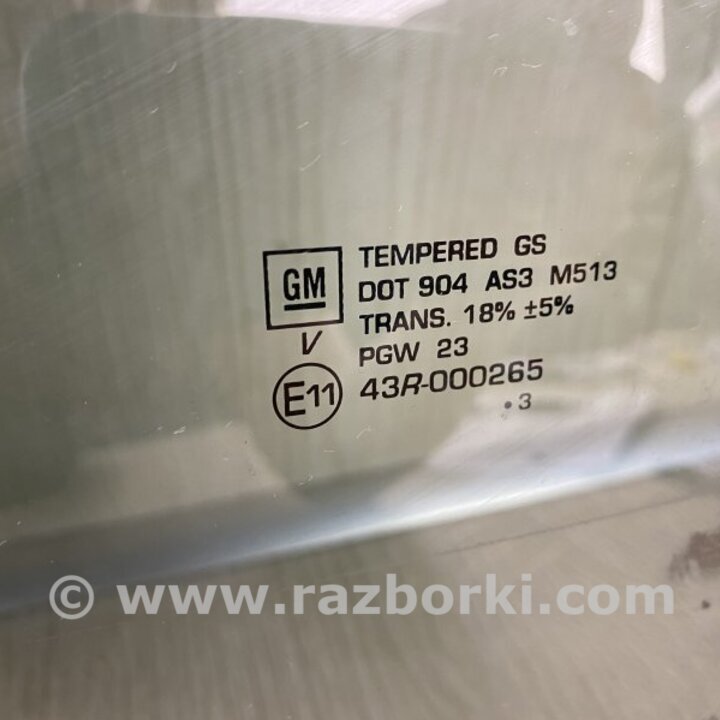 GM
TEMPERED GS
DOT 904 AS3 M513
TRANS. 18% ±5%
V
PGW 23
E11
43R-000265
• 3
© www.razborki.com